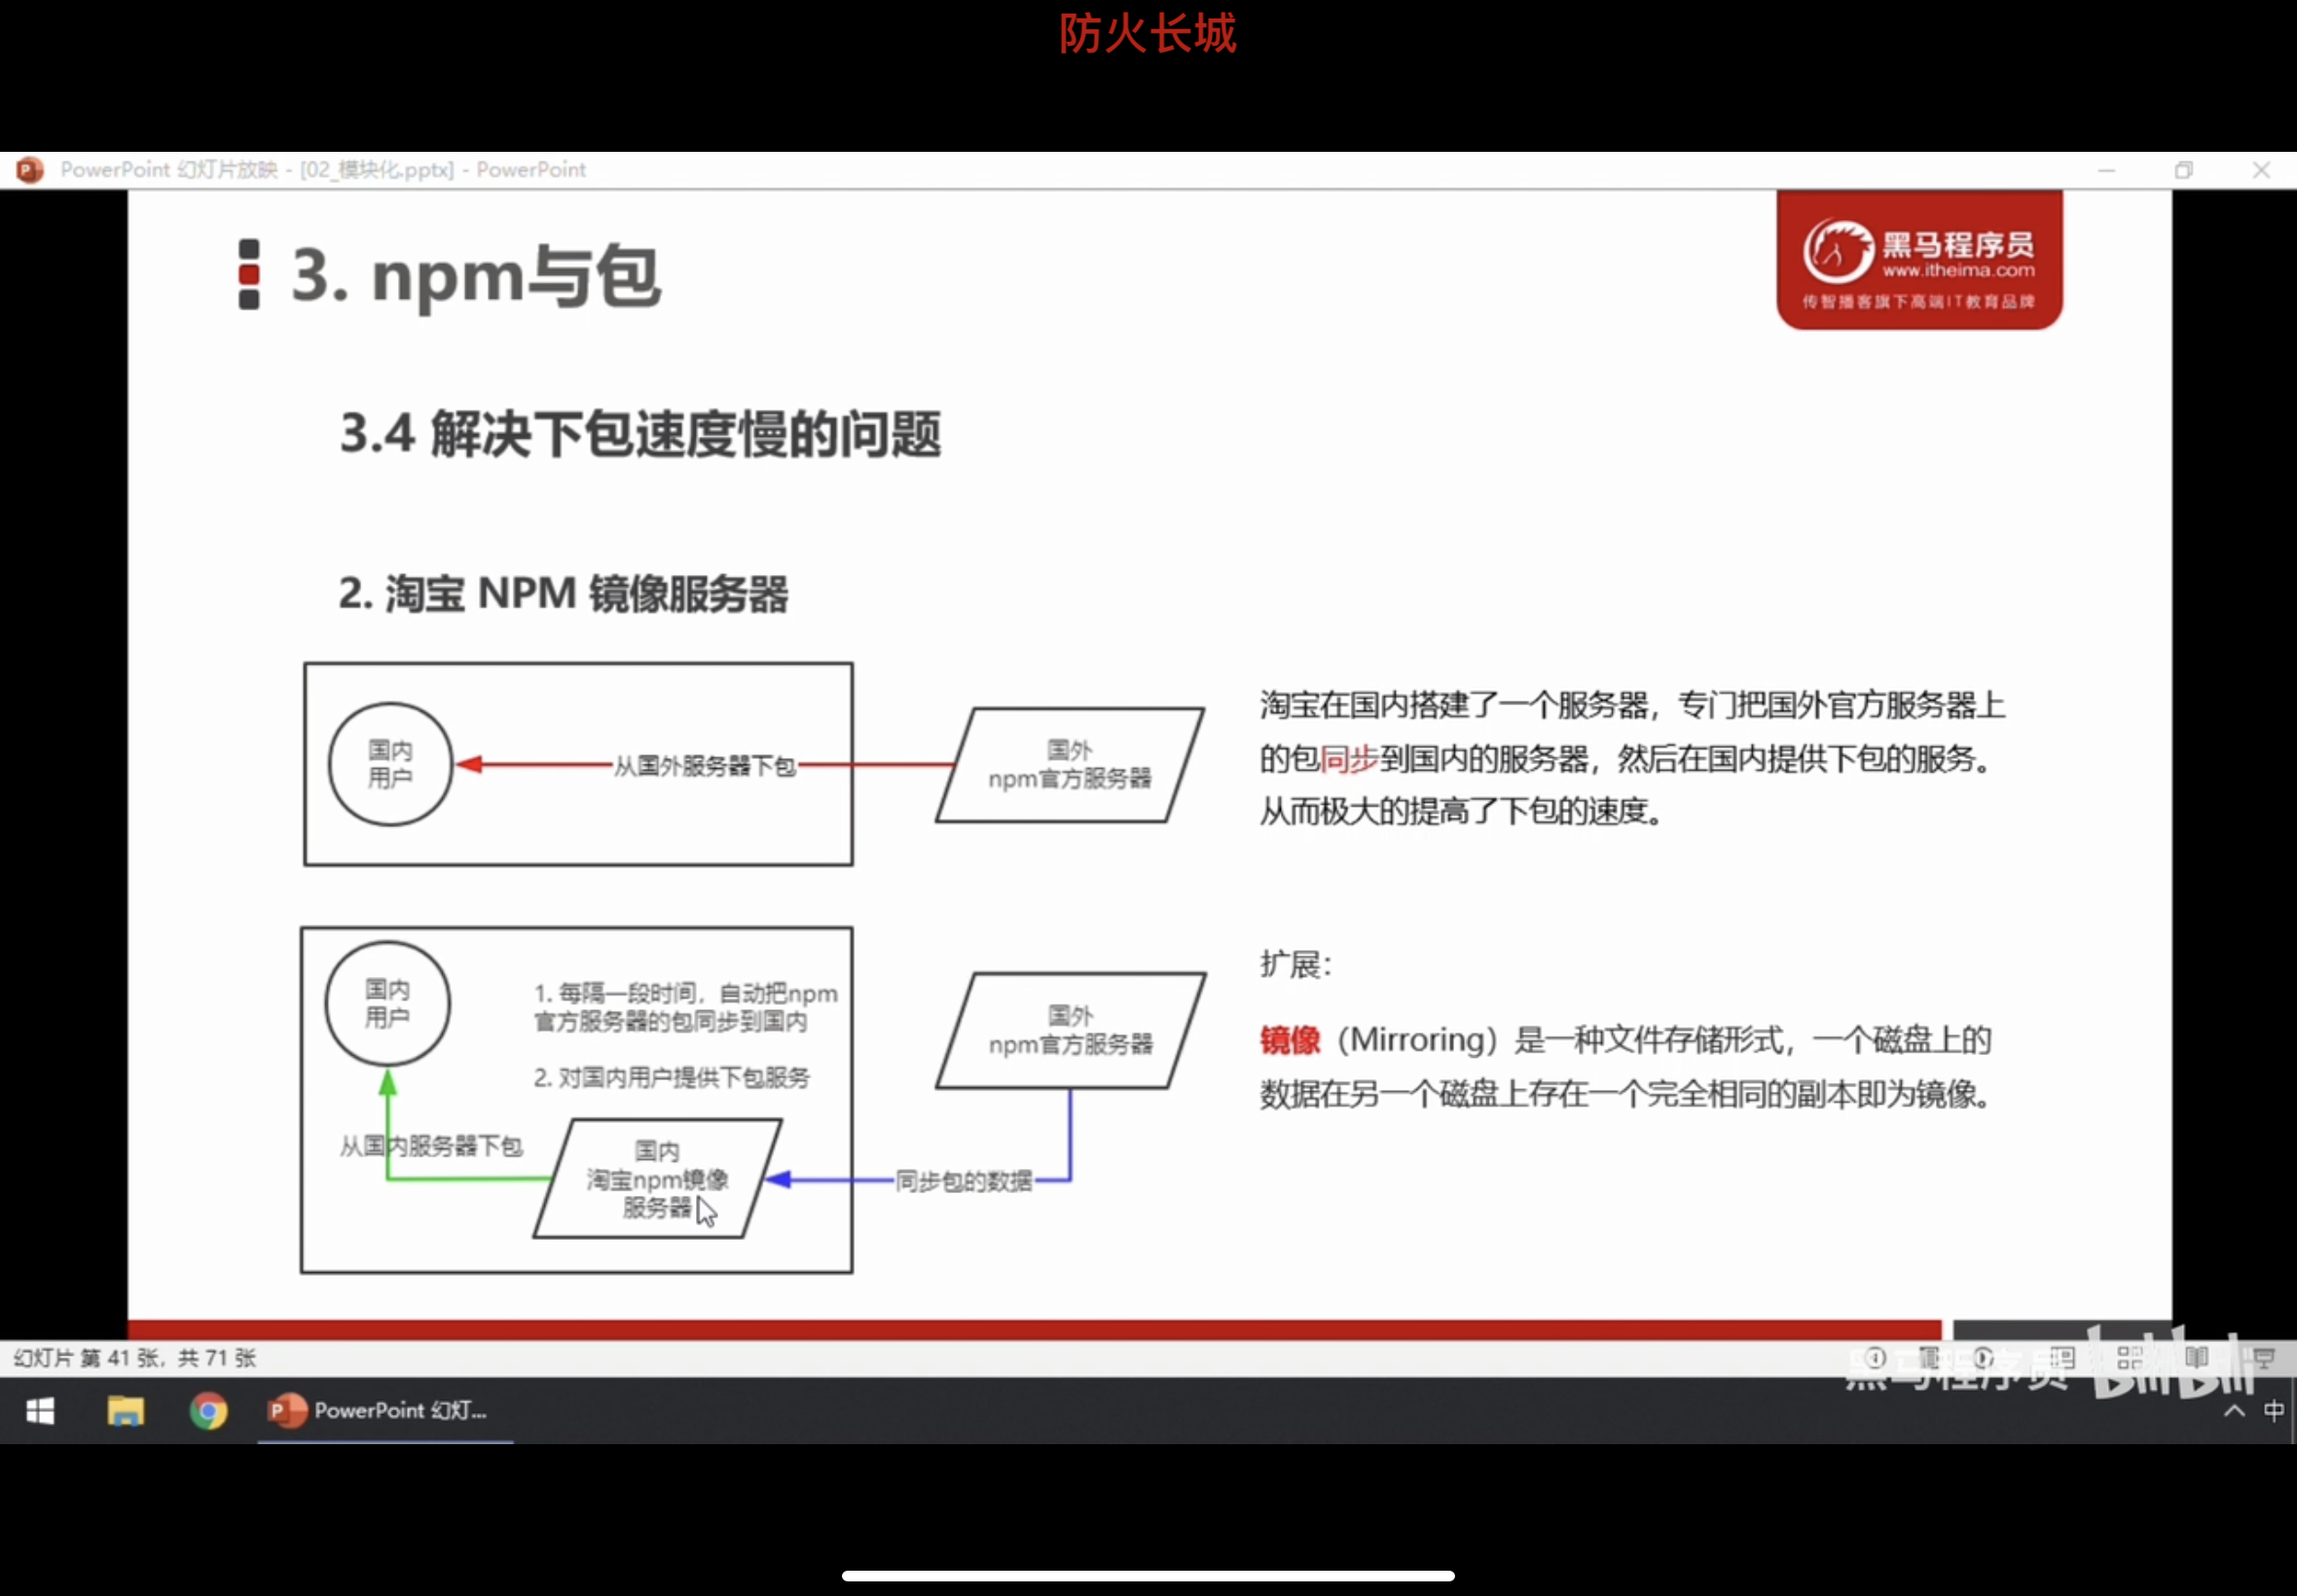 防火长城
PowerPoint 幻灯片放映 - [02_模块化.pptx] - PowerPoint
黑马程序员
www.itheima.com
传智播客旗下高端IT教育品牌
3. npm与包
3.4 解决下包速度慢的问题
2. 淘宝 NPM 镜像服务器
国内
用户
从国外服务器下包
国外
npm官方服务器
淘宝在国内搭建了一个服务器，专门把国外官方服务器上
的包同步到国内的服务器，然后在国内提供下包的服务。
从而极大的提高了下包的速度。
国内
用户
1. 每隔一段时间，自动把npm
官方服务器的包同步到国内
2. 对国内用户提供下包服务
从国内服务器下包
国内
淘宝npm镜像
服务器
同步包的数据
国外
npm官方服务器
扩展：
镜像（Mirroring）是一种文件存储形式，一个磁盘上的
数据在另一个磁盘上存在一个完全相同的副本即为镜像。
幻灯片 第 41 张，共 71 张
黑马程序员 bilibili
PowerPoint 幻灯...
中